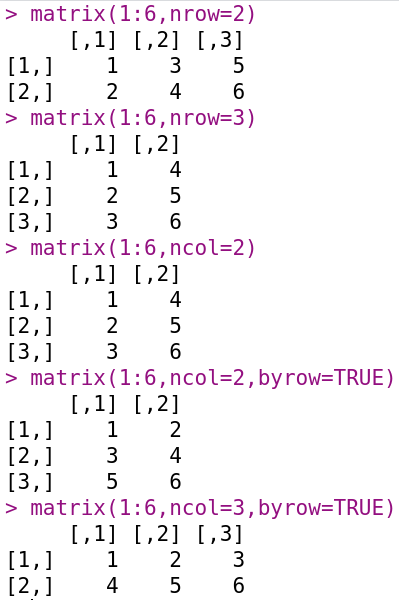 > matrix(1:6,nrow=2)
     [,1] [,2] [,3]
[1,]    1    3    5
[2,]    2    4    6
> matrix(1:6,nrow=3)
     [,1] [,2]
[1,]    1    4
[2,]    2    5
[3,]    3    6
> matrix(1:6,ncol=2)
     [,1] [,2]
[1,]    1    4
[2,]    2    5
[3,]    3    6
> matrix(1:6,ncol=2,byrow=TRUE)
     [,1] [,2]
[1,]    1    2
[2,]    3    4
[3,]    5    6
> matrix(1:6,ncol=3,byrow=TRUE)
     [,1] [,2] [,3]
[1,]    1    2    3
[2,]    4    5    6